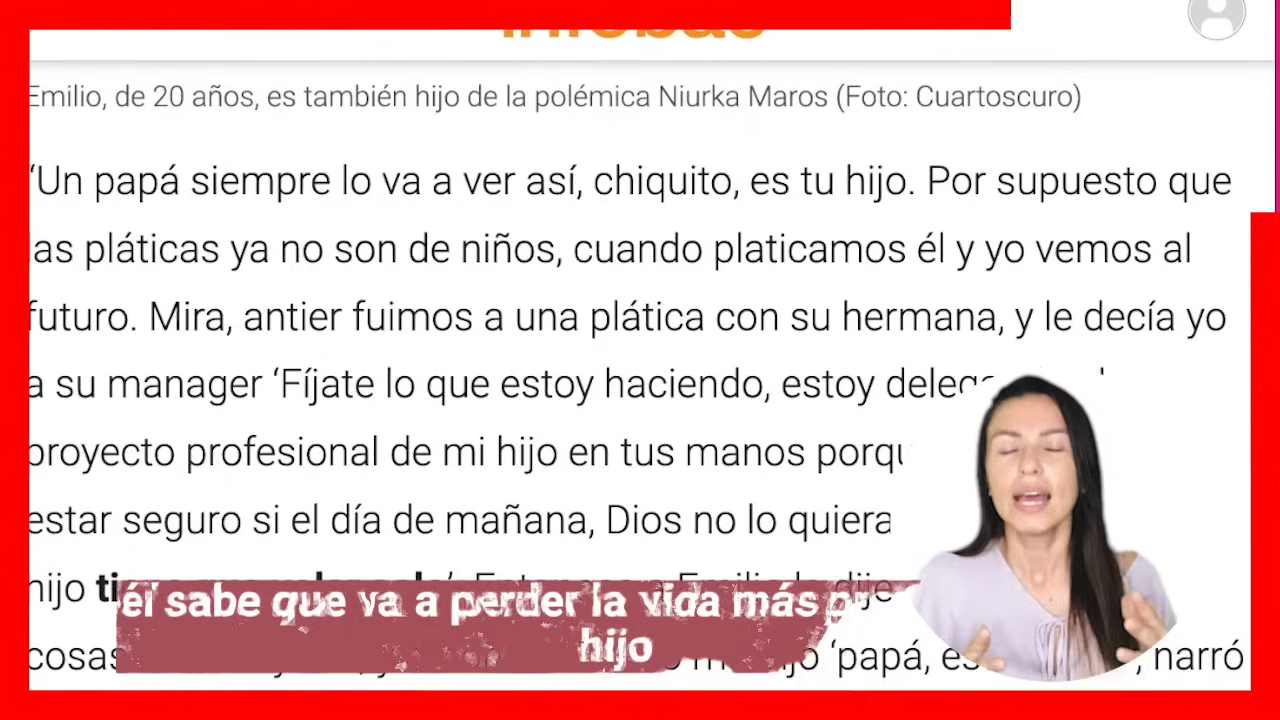 infobae
Emilio, de 20 años, es también hijo de la polémica Niurka Maros (Foto: Cuartoscuro)
‘Un papá siempre lo va a ver así, chiquito, es tu hijo. Por supuesto que
las pláticas ya no son de niños, cuando platicamos él y yo vemos al
futuro. Mira, antier fuimos a una plática con su hermana, y le decía yo
a su manager ‘Fíjate lo que estoy haciendo, estoy
proyecto profesional de mi hijo en tus manos
estar seguro si el día de mañana, Dios no lo quiera
hijo
él sabe que va a perder la vida más
hijo
‘papá, narró